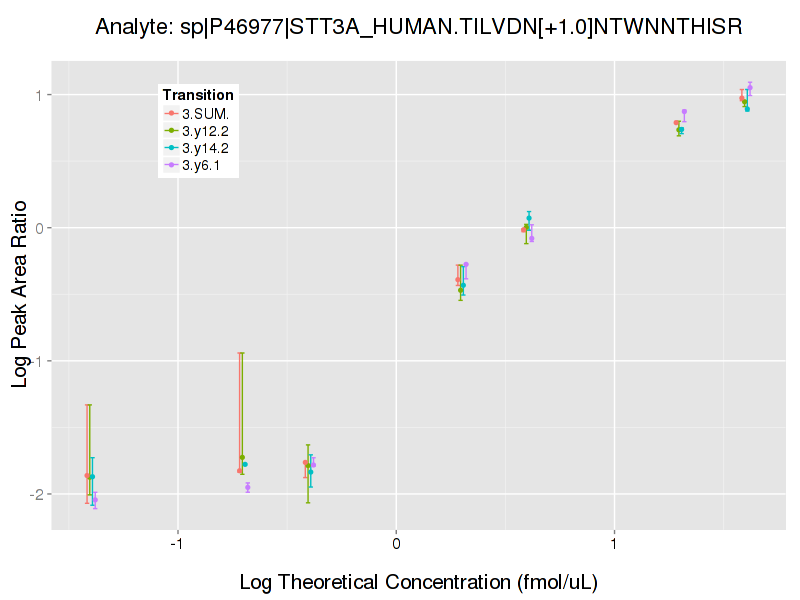 Analyte: sp|P46977|STT3A_HUMAN.TILVDN[+1.0]NTWNNTHISR
Log Peak Area Ratio
1
0
-1
-2
Transition
3.SUM.
3.y12.2
3.y14.2
3.y6.1
-1
0
1
Log Theoretical Concentration (fmol/uL)